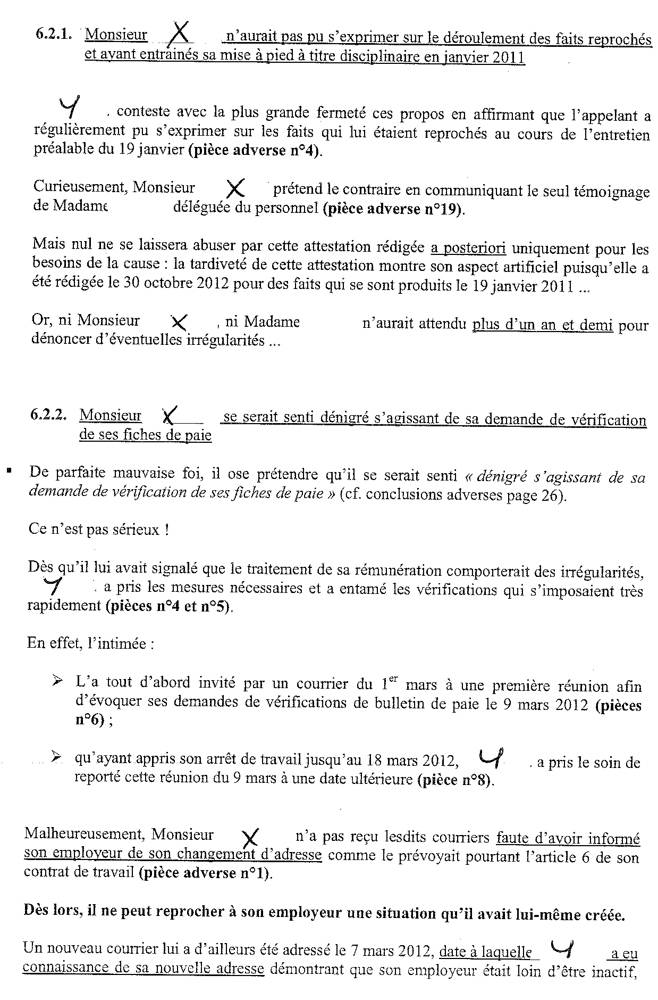 6.2.1. Monsieur X n'aurait pas pu s'exprimer sur le déroulement des faits reprochés
et ayant entrainés sa mise à pied à titre disciplinaire en janvier 2011
Y conteste avec la plus grande fermeté ces propos en affirmant que l'appelant a
régulièrement pu s'exprimer sur les faits qui lui étaient reprochés au cours de l'entretien
préalable du 19 janvier (pièce adverse n°4).
Curieusement, Monsieur X prétend le contraire en communiquant le seul témoignage
de Madame déléguée du personnel (pièce adverse n°19).
Mais nul ne se laissera abuser par cette attestation rédigée a posteriori uniquement pour les
besoins de la cause : la tardiveté de cette attestation montre son aspect artificiel puisqu'elle a
été rédigée le 30 octobre 2012 pour des faits qui se sont produits le 19 janvier 2011 ...
Or, ni Monsieur X , ni Madame n'aurait attendu plus d'un an et demi pour
dénoncer d'éventuelles irrégularités ...
6.2.2. Monsieur X se serait senti dénigré s'agissant de sa demande de vérification
de ses fiches de paie
▪ De parfaite mauvaise foi, il ose prétendre qu'il se serait senti « dénigré s'agissant de sa
demande de vérification de ses fiches de paie » (cf. conclusions adverses page 26).
Ce n'est pas sérieux !
Dès qu'il lui avait signalé que le traitement de sa rémunération comporterait des irrégularités,
Y a pris les mesures nécessaires et a entamé les vérifications qui s'imposaient très
rapidement (pièces n°4 et n°5).
En effet, l'intimée :
➢ L'a tout d'abord invité par un courrier du 1er mars à une première réunion afin
d'évoquer ses demandes de vérifications de bulletin de paie le 9 mars 2012 (pièces
n°6) ;
➢ qu'ayant appris son arrêt de travail jusqu'au 18 mars 2012, Y a pris le soin de
reporté cette réunion du 9 mars à une date ultérieure (pièce n°8).
Malheureusement, Monsieur X n'a pas reçu lesdits courriers faute d'avoir informé
son employeur de son changement d'adresse comme le prévoyait pourtant l'article 6 de son
contrat de travail (pièce adverse n°1).
Dès lors, il ne peut reprocher à son employeur une situation qu'il avait lui-même créée.
Un nouveau courrier lui a d'ailleurs été adressé le 7 mars 2012, date à laquelle Y a eu
connaissance de sa nouvelle adresse démontrant que son employeur était loin d'être inactif,